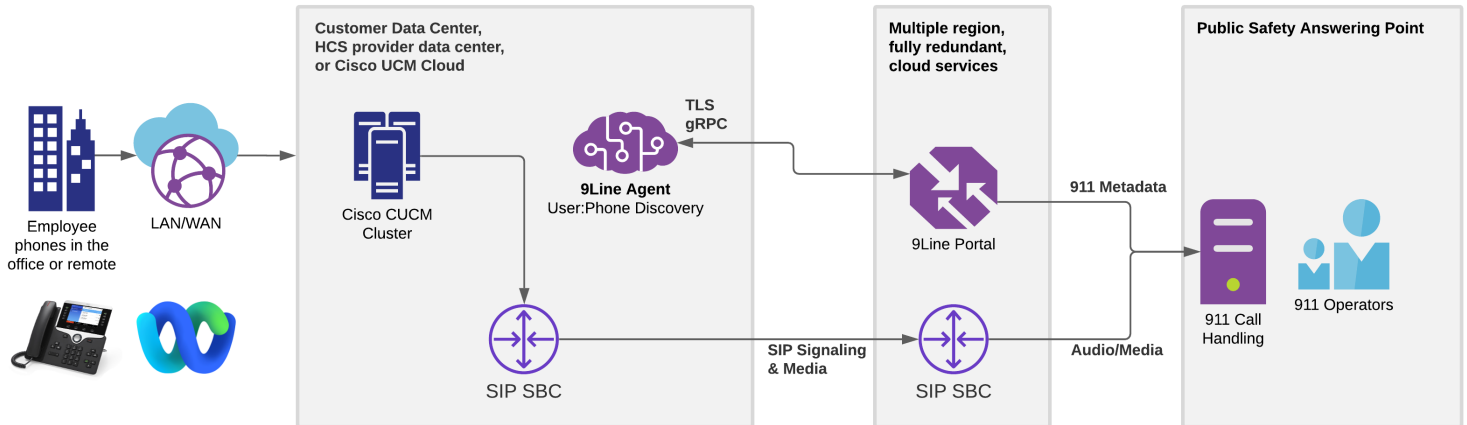 Customer Data Center,
HCS provider data center,
or Cisco UCM Cloud
Multiple region,
fully redundant,
cloud services
Public Safety Answering Point
TLS
gRPC
9Line Agent
User:Phone Discovery
911 Metadata
Employee
phones in the
office or remote
LAN/WAN
Cisco CUCM
Cluster
9Line Portal
911 Operators
911 Call
Handling
SIP Signaling
& Media
Audio/Media
SIP SBC
SIP SBC